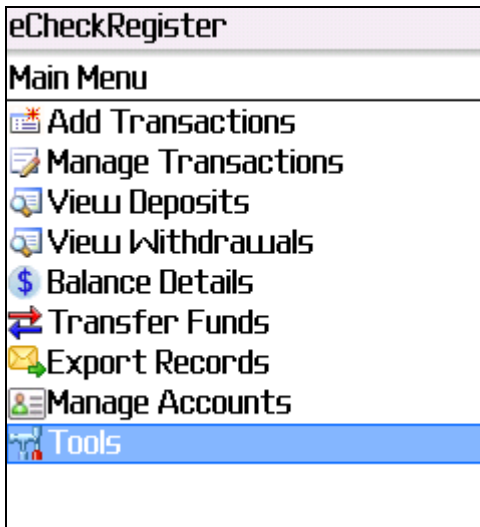 eCheckRegister
Main Menu
Add Transactions
Manage Transactions
View Deposits
View Withdrawals
$ Balance Details
Transfer Funds
Export Records
Manage Accounts
Tools